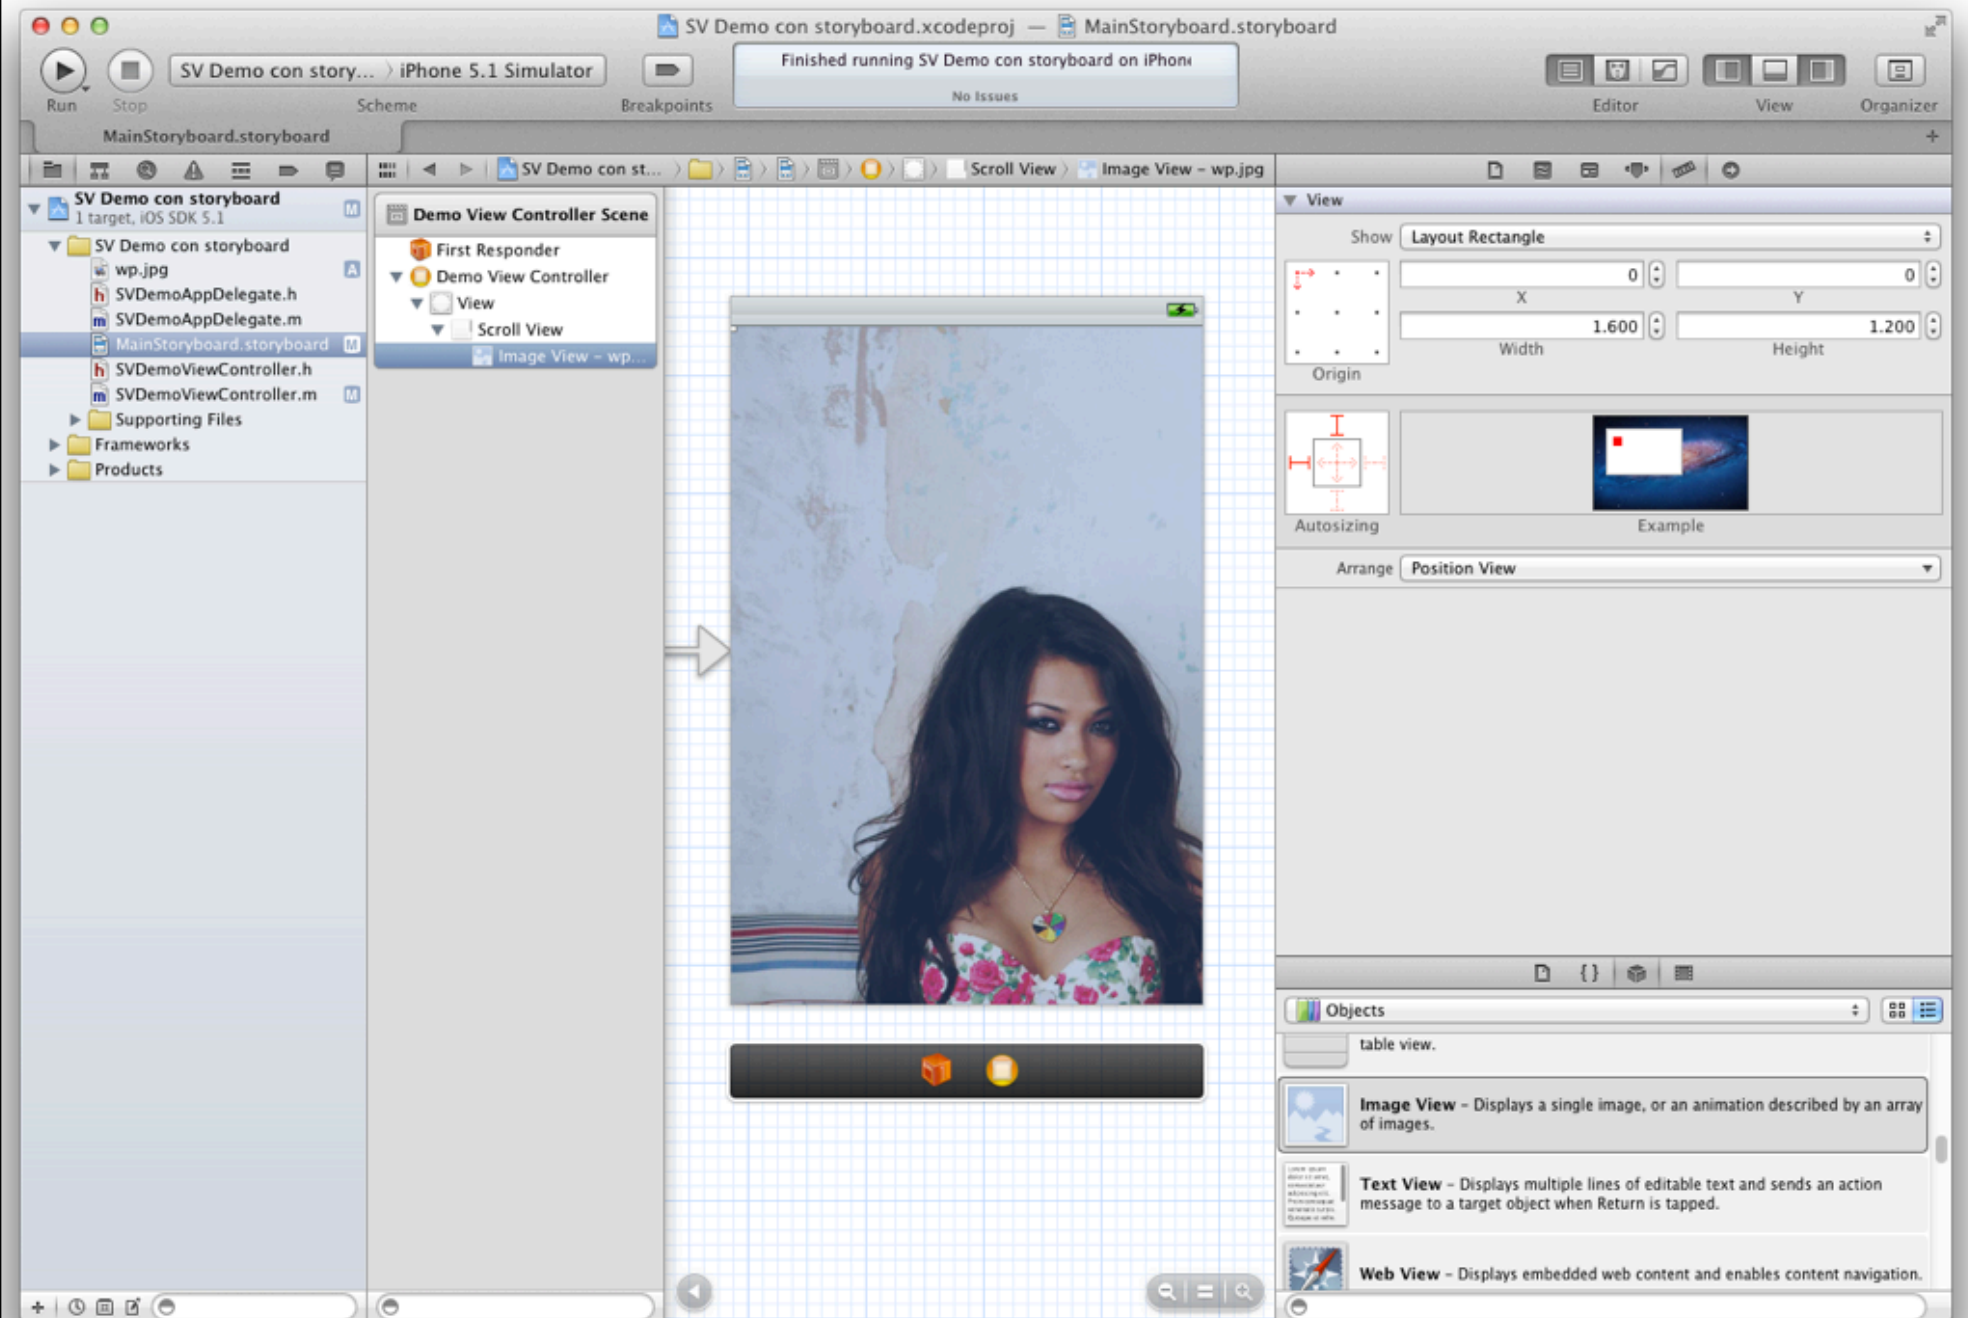 SV Demo con storyboard.xcodeproj — MainStoryboard.storyboard
SV Demo con story... iPhone 5.1 Simulator
Finished running SV Demo con storyboard on iPhone
No Issues
Run Stop Scheme Breakpoints Editor View Organizer
MainStoryboard.storyboard
SV Demo con st... Scroll View Image View – wp.jpg
SV Demo con storyboard M
1 target, iOS SDK 5.1
SV Demo con storyboard
wp.jpg A
SVDemoAppDelegate.h
SVDemoAppDelegate.m
MainStoryboard.storyboard M
SVDemoViewController.h
SVDemoViewController.m M
Supporting Files
Frameworks
Products
Demo View Controller Scene
First Responder
Demo View Controller
View
Scroll View
Image View – wp...
View
Show Layout Rectangle
0 0
X Y
1.600 1.200
Width Height
Origin
Autosizing Example
Arrange Position View
{ }
Objects
table view.
Image View – Displays a single image, or an animation described by an array
of images.
Text View – Displays multiple lines of editable text and sends an action
message to a target object when Return is tapped.
Web View – Displays embedded web content and enables content navigation.